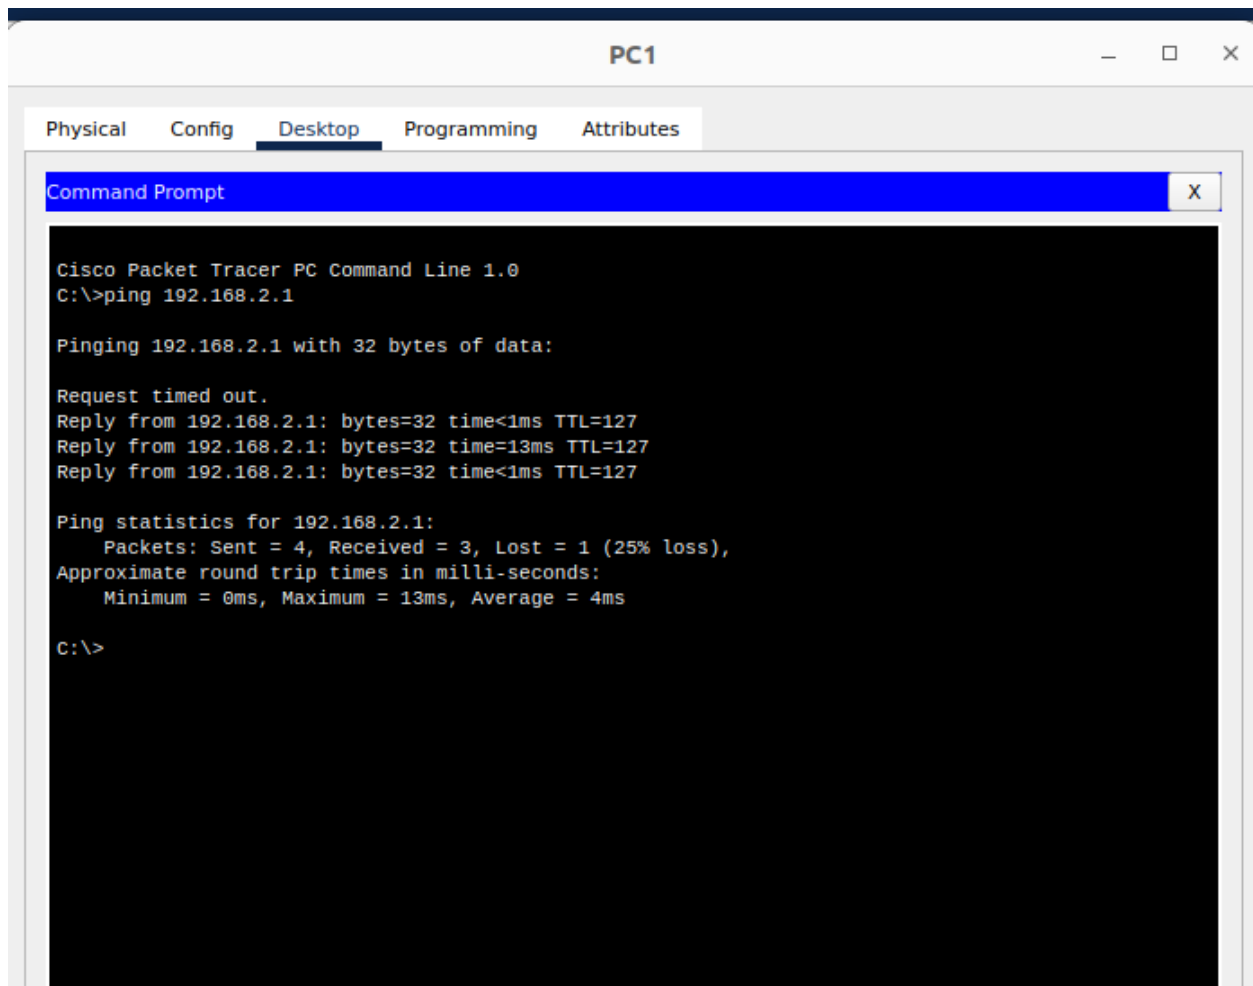 PC1
Physical Config Desktop Programming Attributes
Command Prompt X
Cisco Packet Tracer PC Command Line 1.0
C:\>ping 192.168.2.1
Pinging 192.168.2.1 with 32 bytes of data:
Request timed out.
Reply from 192.168.2.1: bytes=32 time<1ms TTL=127
Reply from 192.168.2.1: bytes=32 time=13ms TTL=127
Reply from 192.168.2.1: bytes=32 time<1ms TTL=127
Ping statistics for 192.168.2.1:
    Packets: Sent = 4, Received = 3, Lost = 1 (25% loss),
Approximate round trip times in milli-seconds:
    Minimum = 0ms, Maximum = 13ms, Average = 4ms
C:\>